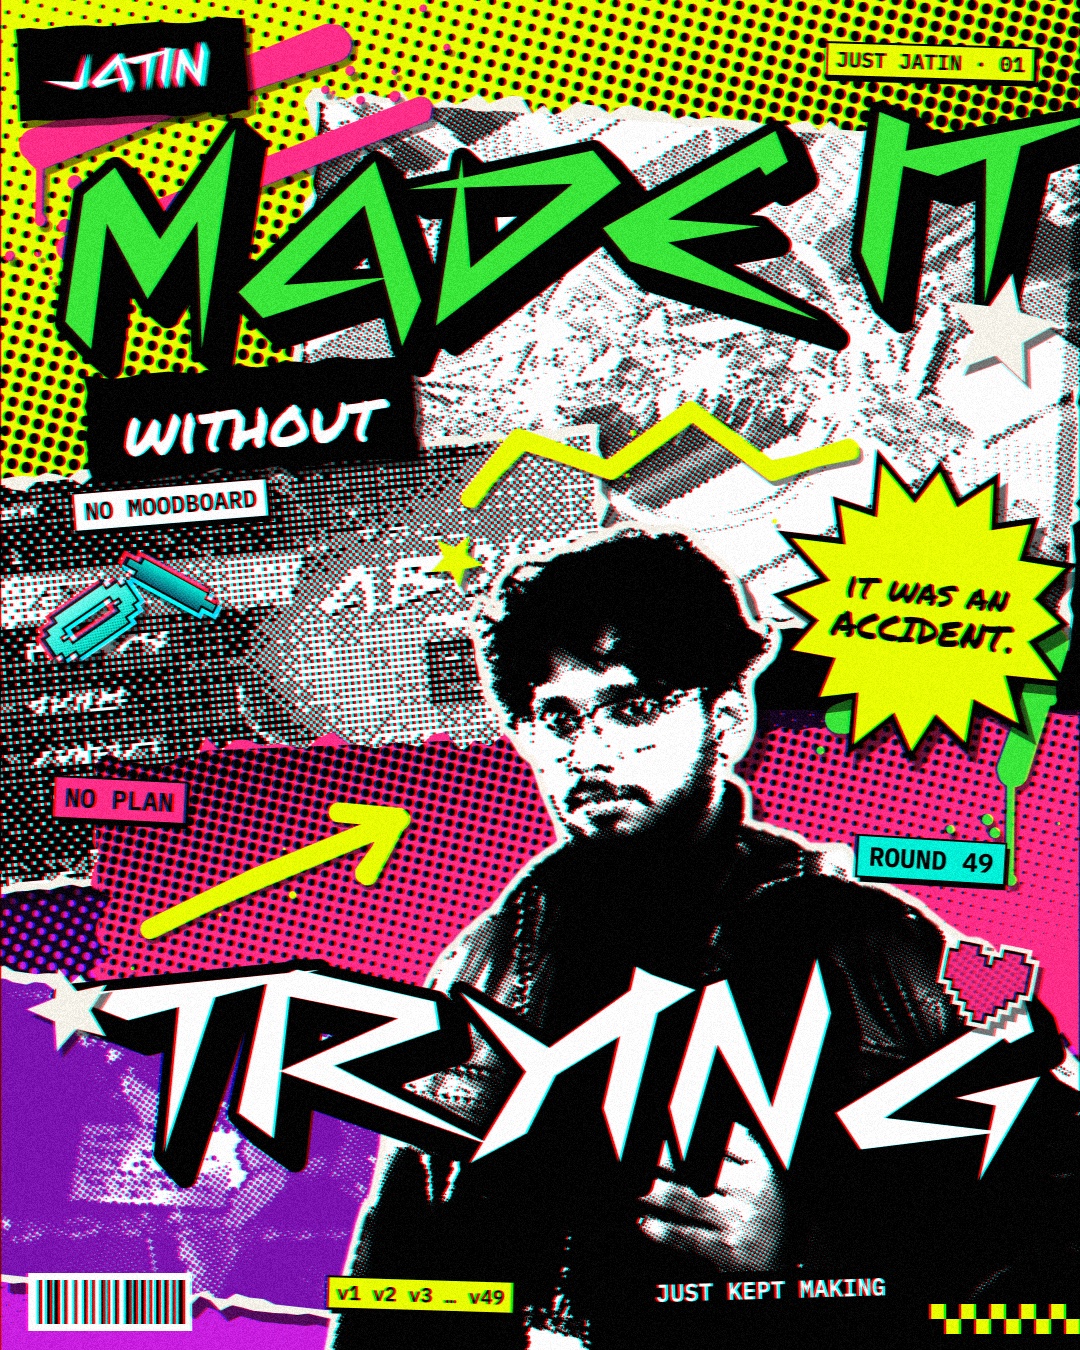 JATIN
JUST JATIN · 01
MADE IT
WITHOUT
NO MOODBOARD
IT WAS AN
ACCIDENT.
NO PLAN
ROUND 49
TRYING
v1 v2 v3 … v49
JUST KEPT MAKING